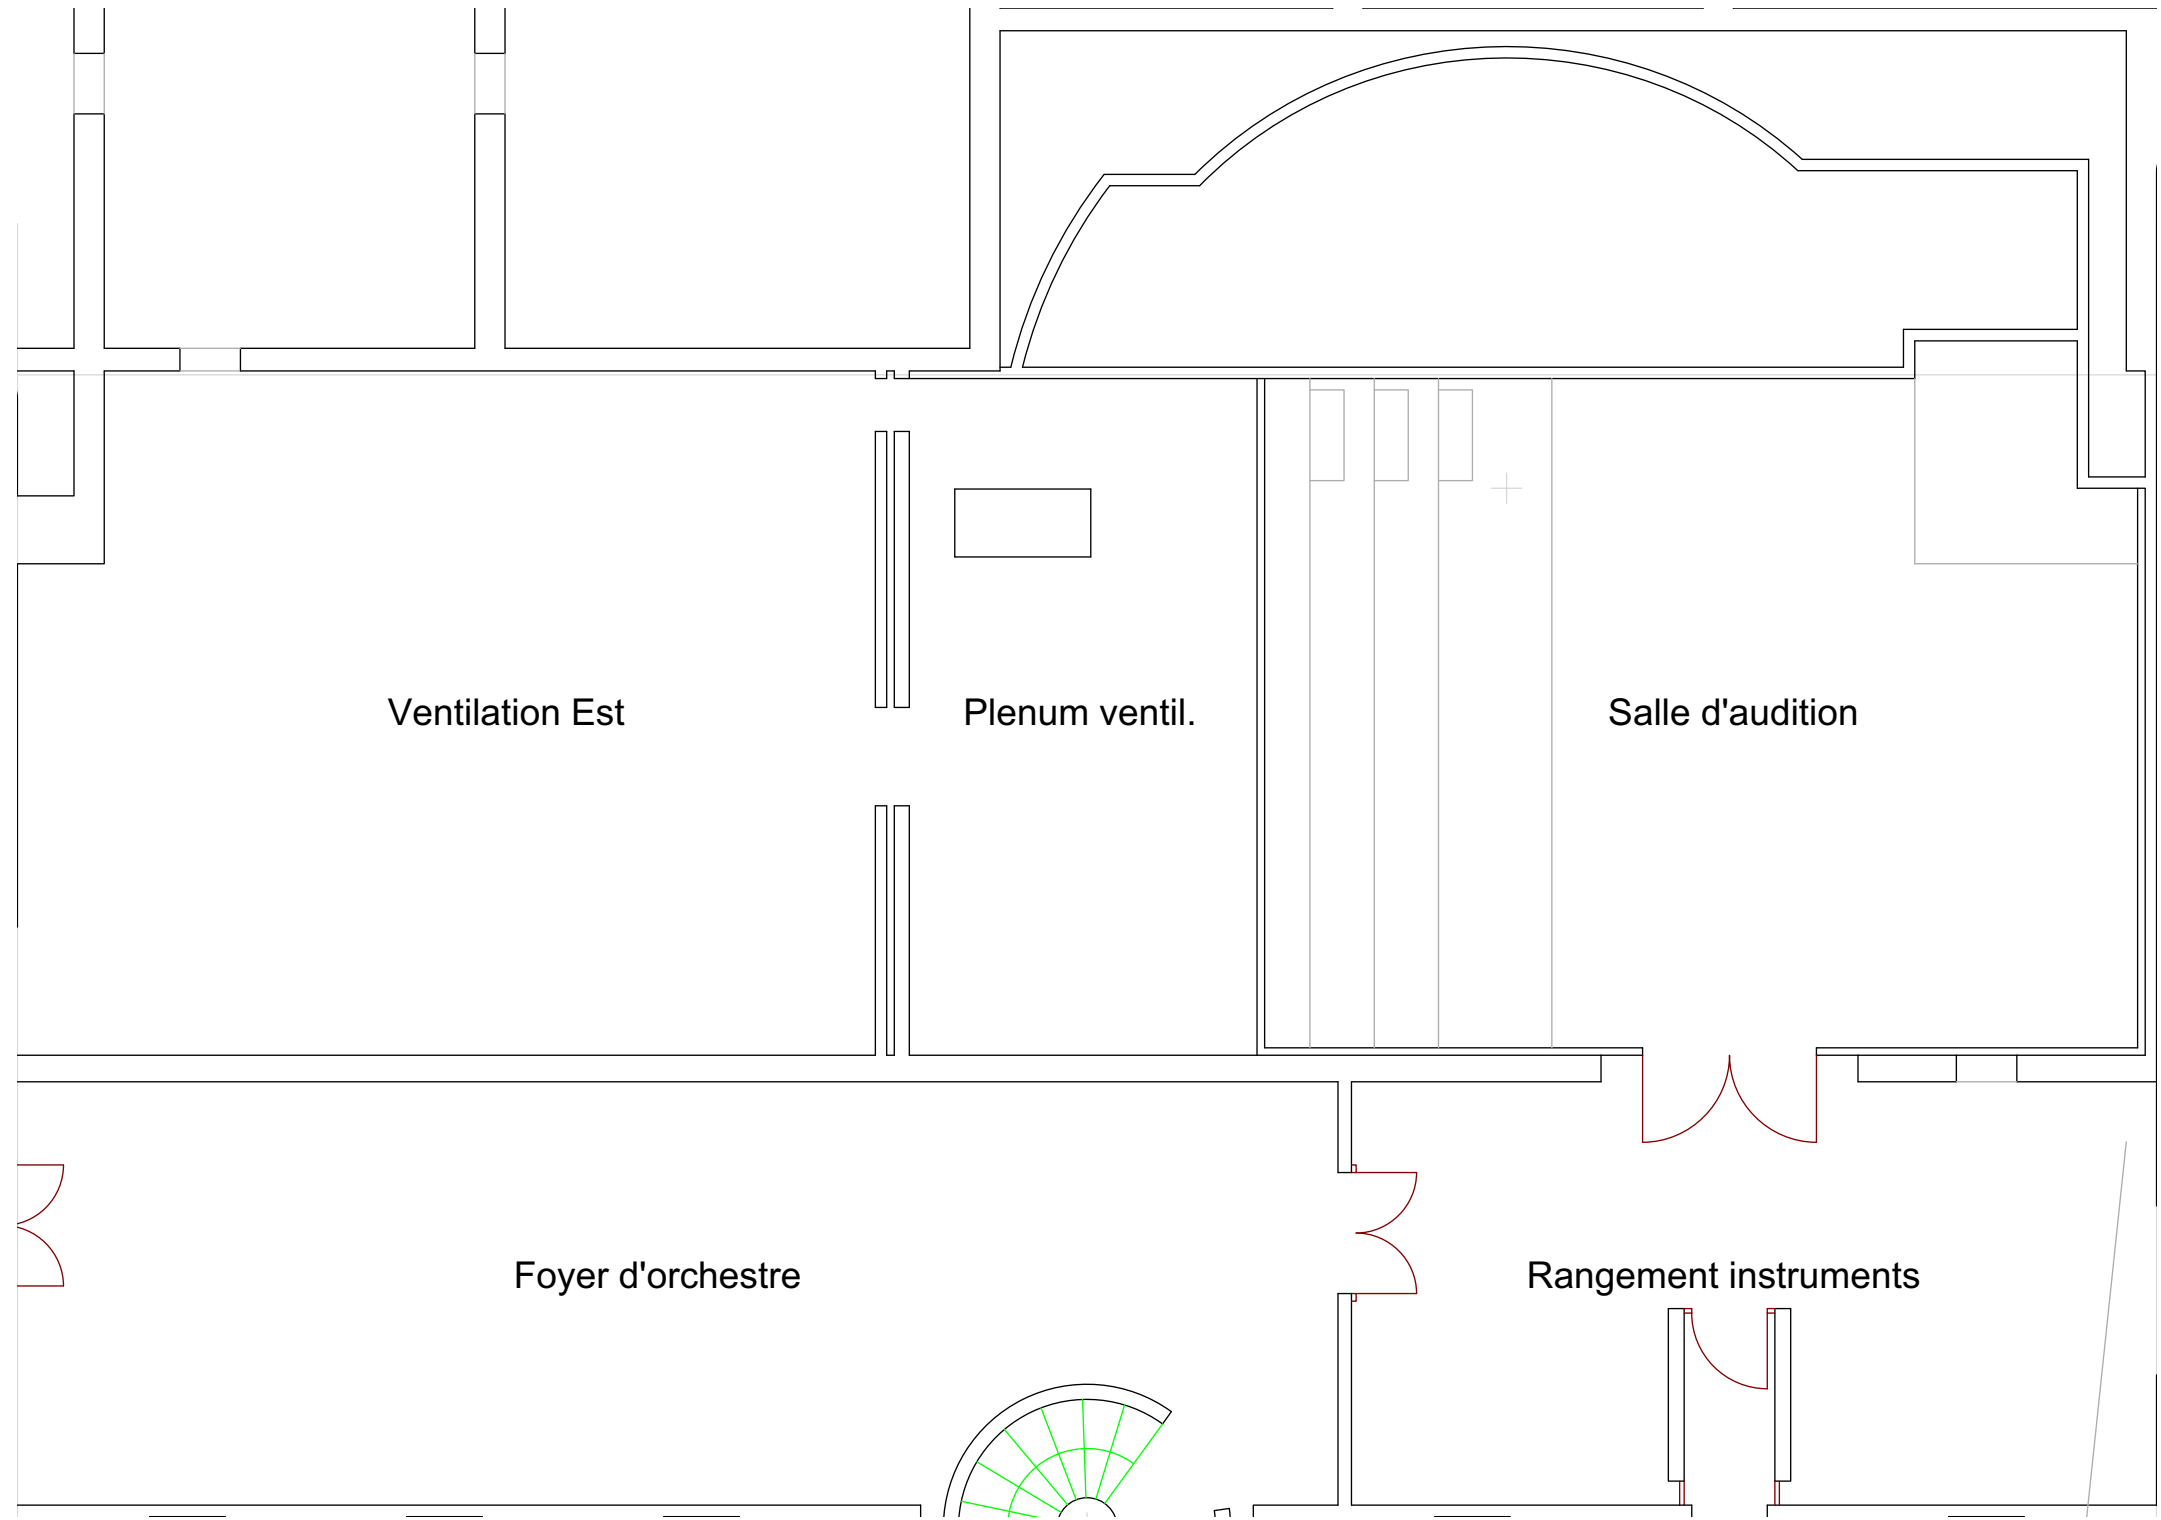 Ventilation Est
Plenum ventil.
Salle d'audition
Foyer d'orchestre
Rangement instruments